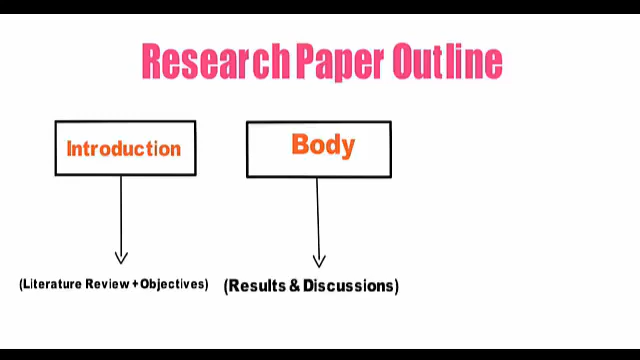 Research Paper Outline
Introduction
Body
(Literature Review + Objectives)
(Results & Discussions)